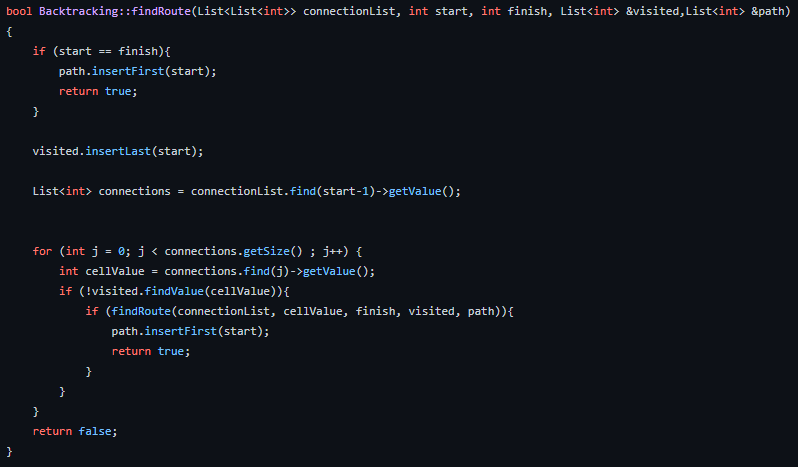 bool Backtracking::findRoute(List<List<int>> connectionList, int start, int finish, List<int> &visited,List<int> &path)
{
    if (start == finish){
        path.insertFirst(start);
        return true;
    }
    visited.insertLast(start);
    List<int> connections = connectionList.find(start-1)->getValue();
    for (int j = 0; j < connections.getSize() ; j++) {
        int cellValue = connections.find(j)->getValue();
        if (!visited.findValue(cellValue)){
            if (findRoute(connectionList, cellValue, finish, visited, path)){
                path.insertFirst(start);
                return true;
            }
        }
    }
    return false;
}